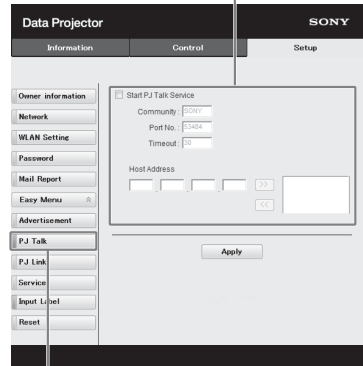 Data Projector SONY
Information Control Setup
Owner information
Network
WLAN Setting
Password
Mail Report
Easy Menu
Advertisement
PJ Talk
PJ Link
Service
Input Label
Reset
Start PJ Talk Service
Community: SONY
Port No.: 53484
Timeout: 30
Host Address
. . .
>>
<<
Apply